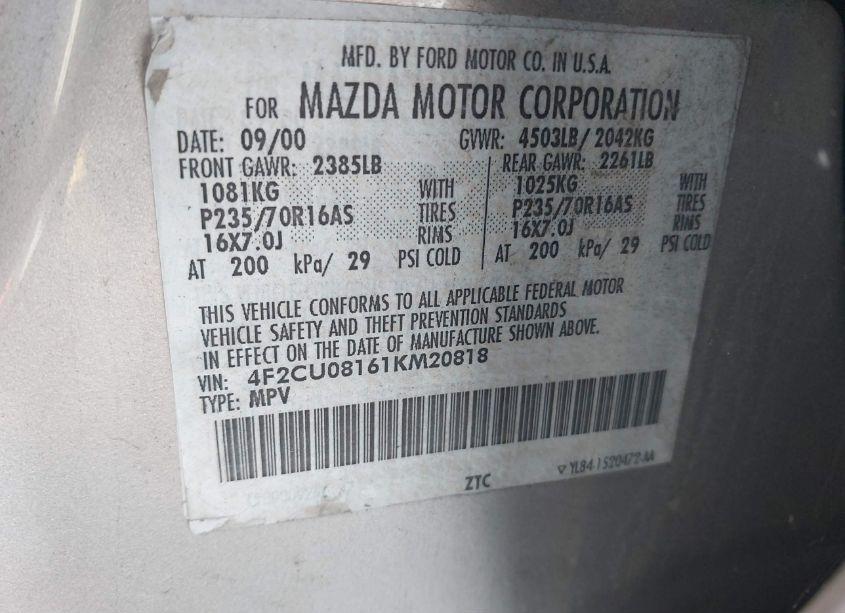 MFD. BY FORD MOTOR CO. IN U.S.A.
FOR MAZDA MOTOR CORPORATION
DATE: 09/00 GVWR: 4503LB/ 2042KG
FRONT GAWR: 2385LB REAR GAWR: 2261LB
1081KG WITH 1025KG WITH
P235/70R16AS TIRES P235/70R16AS TIRES
16X7.0J RIMS 16X7.0J RIMS
AT 200 kPa/ 29 PSI COLD AT 200 kPa/ 29 PSI COLD
THIS VEHICLE CONFORMS TO ALL APPLICABLE FEDERAL MOTOR
VEHICLE SAFETY AND THEFT PREVENTION STANDARDS
IN EFFECT ON THE DATE OF MANUFACTURE SHOWN ABOVE.
VIN: 4F2CU08161KM20818
TYPE: MPV
YL84-1520472-AA
ZTC